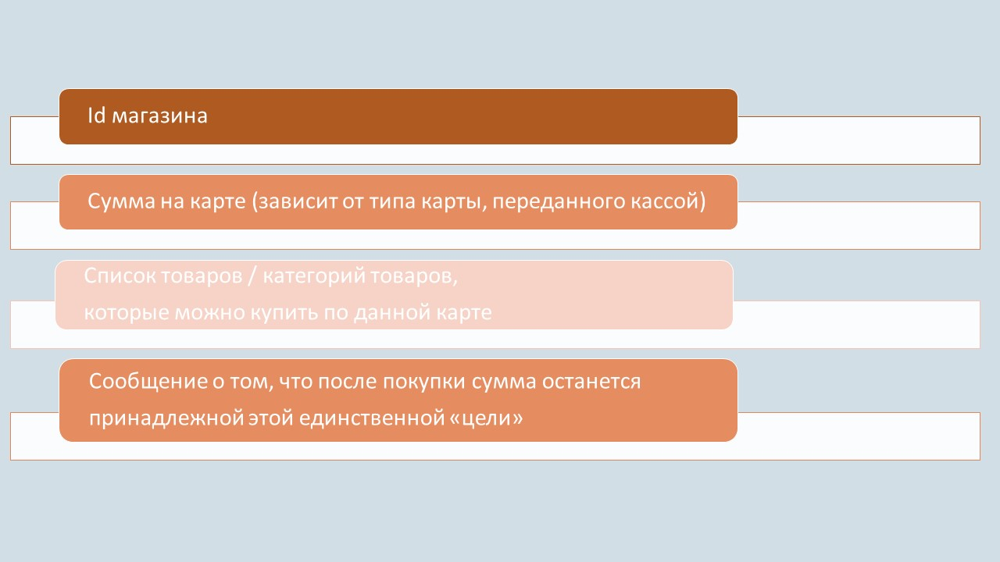 Id магазина
Сумма на карте (зависит от типа карты, переданного кассой)
Список товаров / категорий товаров,
которые можно купить по данной карте
Сообщение о том, что после покупки сумма останется
принадлежной этой единственной «цели»